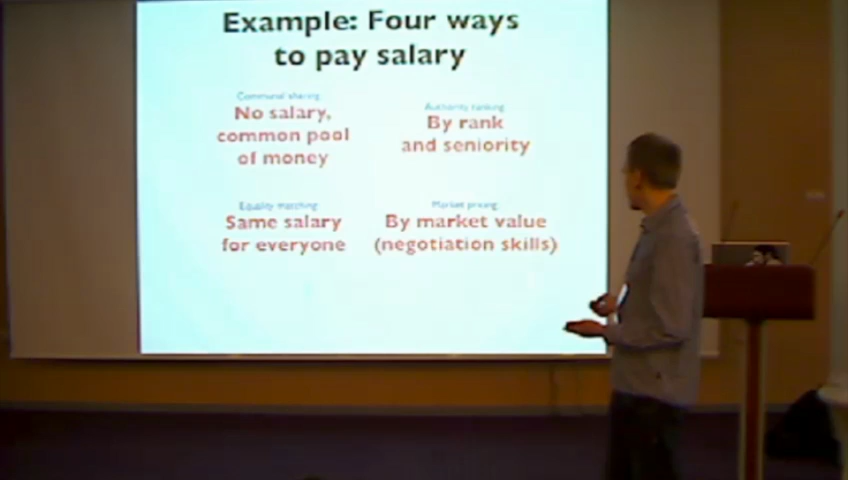 Example: Four ways
to pay salary
Communal sharing:
No salary,
common pool
of money
Authority ranking:
By rank
and seniority
Equality matching:
Same salary
for everyone
Market pricing:
By market value
(negotiation skills)